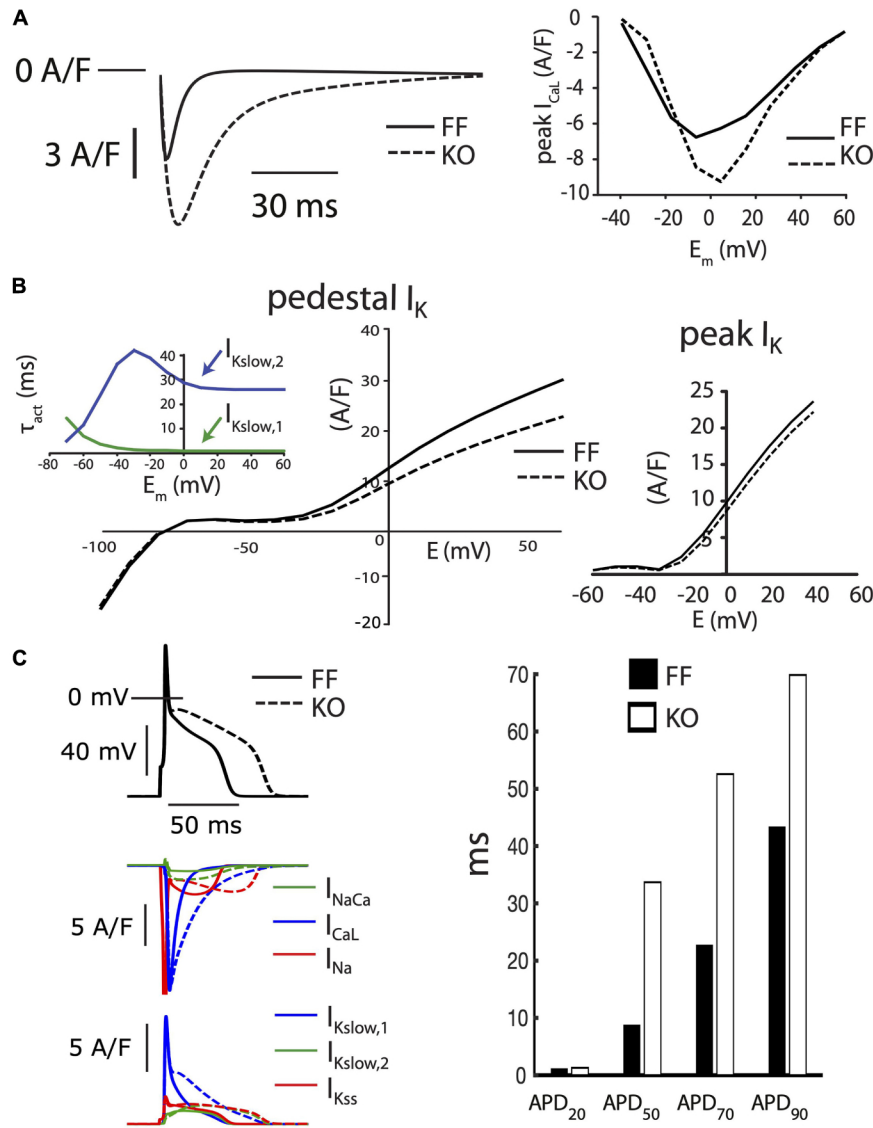 A
0 A/F
3 A/F
FF
KO
30 ms
peak I_CaL (A/F)
0
-2
-4
-6
-8
-10
FF
KO
-40 -20 0 20 40 60
E_m (mV)
B
pedestal I_K
τ_act (ms)
40
30
20
10
I_Kslow,2
I_Kslow,1
-80 -60 -40 -20 0 20 40 60
E_m (mV)
(A/F)
40
30
20
10
-10
-20
FF
KO
-100 -50 0 50
E (mV)
peak I_K
(A/F)
25
20
15
10
5
-60 -40 -20 0 20 40 60
E (mV)
C
0 mV
40 mV
FF
KO
50 ms
5 A/F
I_NaCa
I_CaL
I_Na
5 A/F
I_Kslow,1
I_Kslow,2
I_Kss
FF
KO
ms
70
60
50
40
30
20
10
0
APD_20 APD_50 APD_70 APD_90